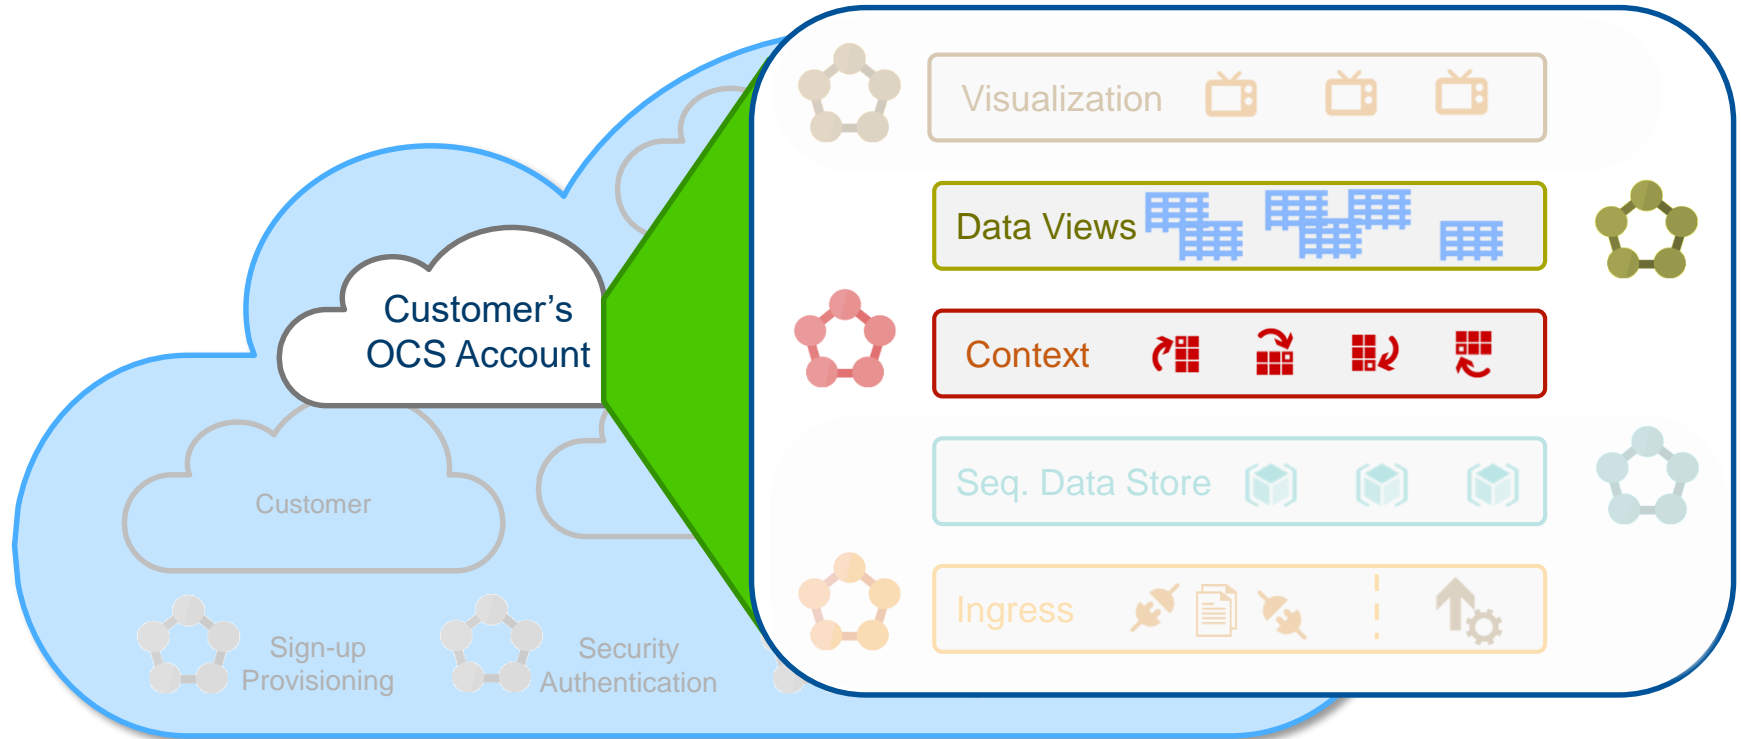 Customer’s
OCS Account
Customer
Sign-up
Provisioning
Security
Authentication
Visualization
Data Views
Context
Seq. Data Store
Ingress